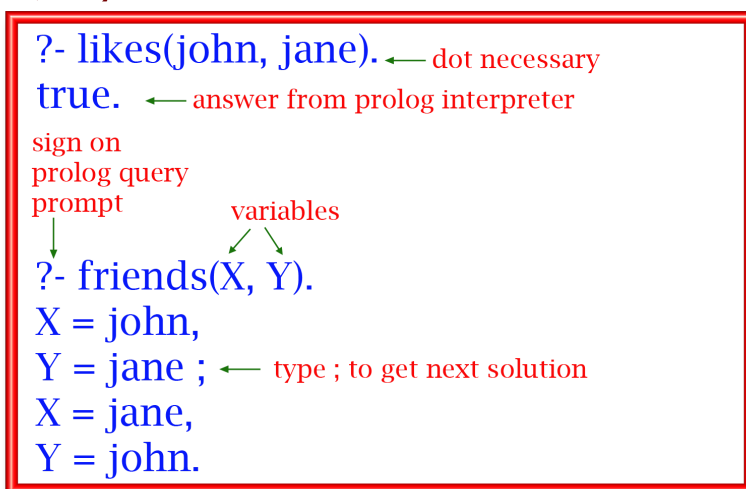 ?- likes(john, jane). dot necessary
true. answer from prolog interpreter
sign on
prolog query
prompt
variables
?- friends(X, Y).
X = john,
Y = jane ; type ; to get next solution
X = jane,
Y = john.